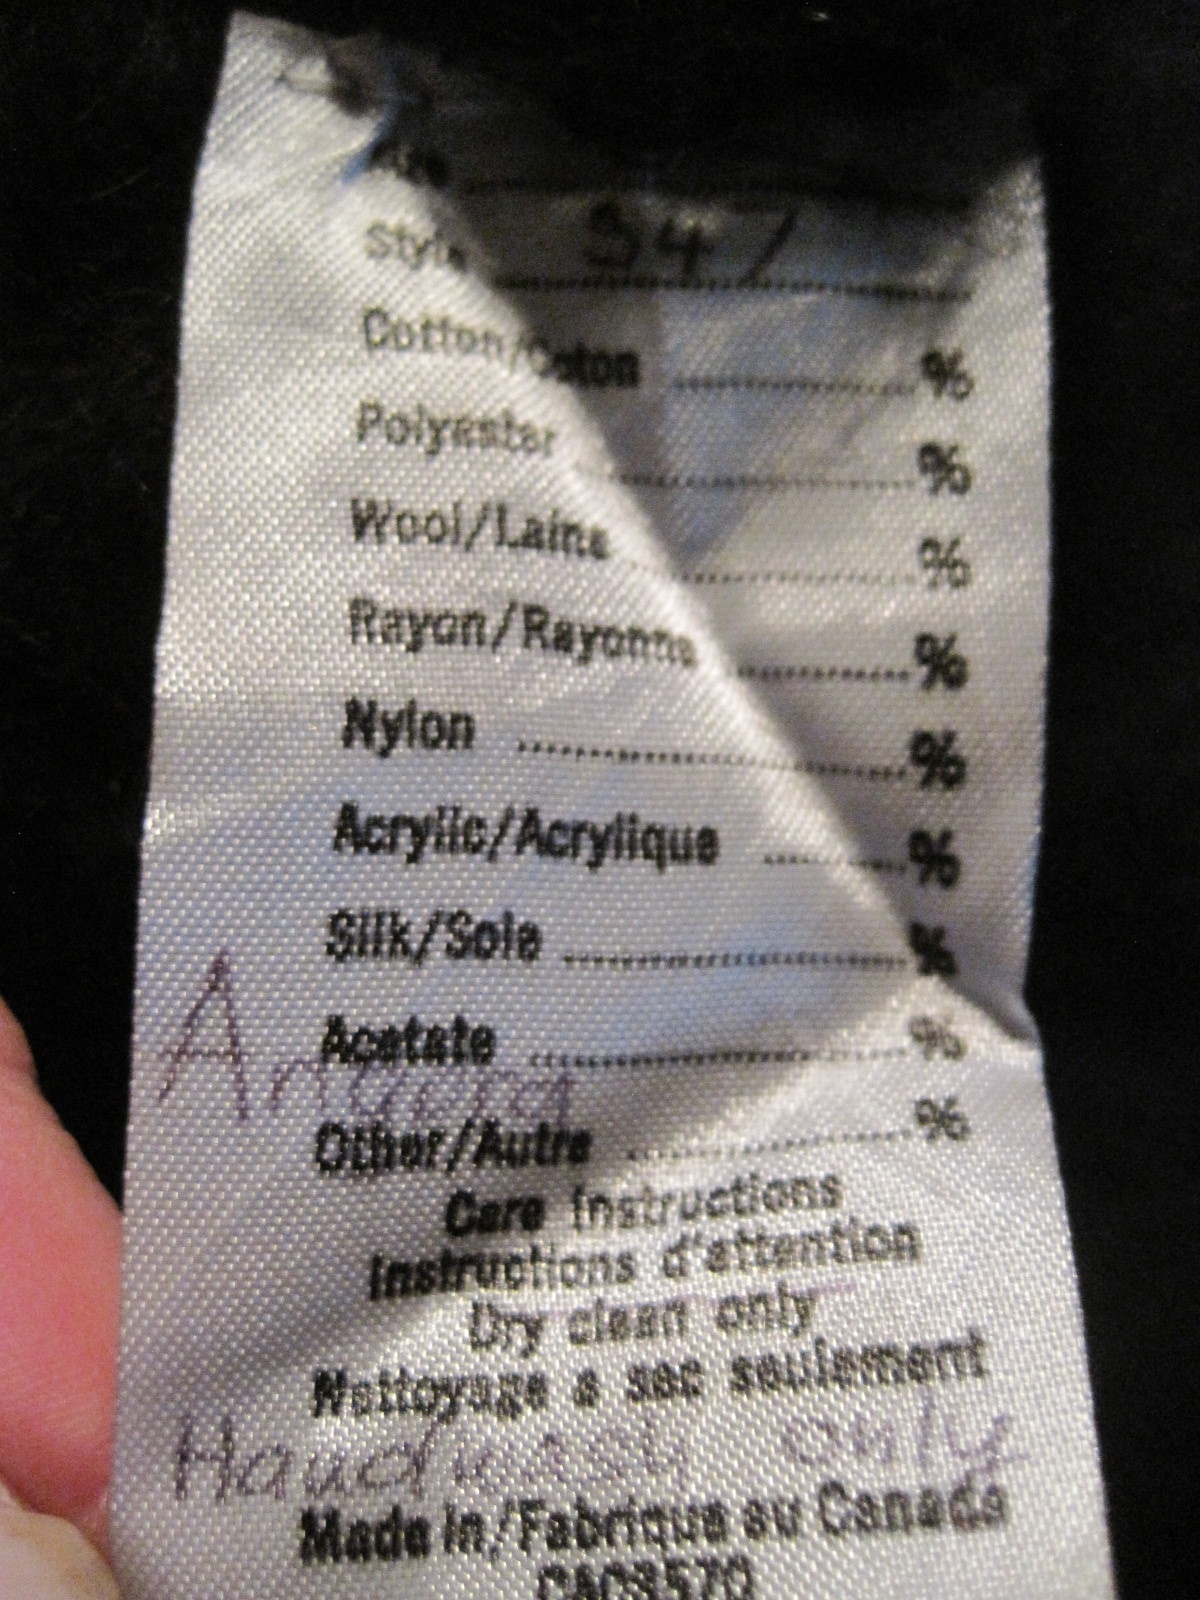 Style 341
Cotton/Coton ........ %
Polyester ........ %
Wool/Laine ........ %
Rayon/Rayonne ........ %
Nylon ........ %
Acrylic/Acrylique ........ %
Silk/Soie ........ %
Acetate ........ %
Angora
Other/Autre ........ %
Care Instructions
Instructions d'attention
Dry clean only
Nettoyage a sec seulement
Handwash only
Made in/Fabrique au Canada